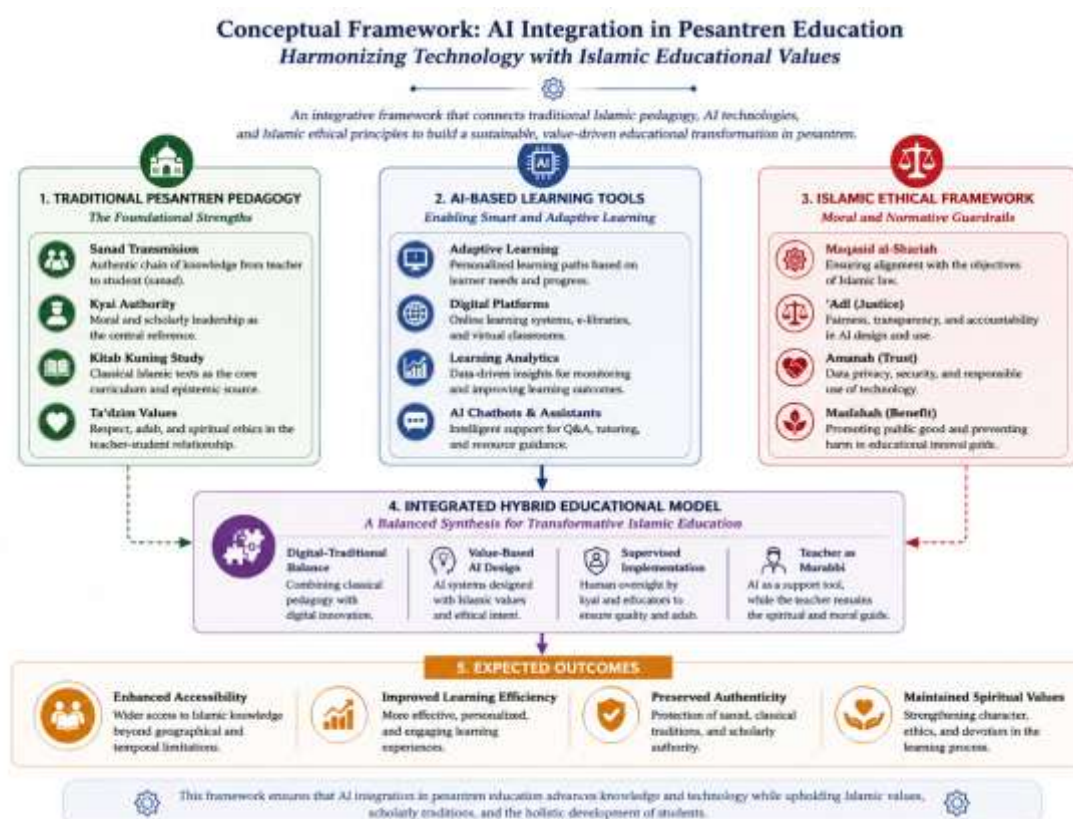 Conceptual Framework: AI Integration in Pesantren Education
Harmonizing Technology with Islamic Educational Values
An integrative framework that connects traditional Islamic pedagogy, AI technologies,
and Islamic ethical principles to build a sustainable, value-driven educational transformation in pesantren.
1. TRADITIONAL PESANTREN PEDAGOGY
The Foundational Strengths
Sanad Transmision
Authentic chain of knowledge from teacher
to student (sanad).
Kyai Authority
Moral and scholarly leadership as
the central reference.
Kitab Kuning Study
Classical Islamic texts as the core
curriculum and epistemic source.
Ta'dzim Values
Respect, adab, and spiritual ethics in the
teacher-student relationship.
AI
2. AI-BASED LEARNING TOOLS
Enabling Smart and Adaptive Learning
Adaptive Learning
Personalized learning paths based on
learner needs and progress.
Digital Platforms
Online learning systems, e-libraries,
and virtual classrooms.
Learning Analytics
Data-driven insights for monitoring
and improving learning outcomes.
AI Chatbots & Assistants
Intelligent support for Q&A, tutoring,
and resource guidance.
3. ISLAMIC ETHICAL FRAMEWORK
Moral and Normative Guardrails
Maqasid al-Shariah
Ensuring alignment with the objectives
of Islamic law.
'Adl (Justice)
Fairness, transparency, and accountability
in AI design and use.
Amanah (Trust)
Data privacy, security, and responsible
use of technology.
Maslahah (Benefit)
Promoting public good and preventing
harm in educational guide.
4. INTEGRATED HYBRID EDUCATIONAL MODEL
A Balanced Synthesis for Transformative Islamic Education
Digital-Traditional
Balance
Combining classical
pedagogy with
digital innovation.
Value-Based
AI Design
AI systems designed
with Islamic values
and ethical intent.
Supervised
Implementation
Human oversight by
kyai and educators to
ensure quality and adab.
Teacher as
Murabbi
AI as a support tool,
while the teacher remains
the spiritual and moral guide.
5. EXPECTED OUTCOMES
Enhanced Accessibility
Wider access to Islamic knowledge
beyond geographical and
temporal limitations.
Improved Learning Efficiency
More effective, personalized,
and engaging learning
experiences.
Preserved Authenticity
Protection of sanad, classical
traditions, and scholarly
authority.
Maintained Spiritual Values
Strengthening character,
ethics, and devotion in the
learning process.
This framework ensures that AI integration in pesantren education advances knowledge and technology while upholding Islamic values,
scholarly traditions, and the holistic development of students.